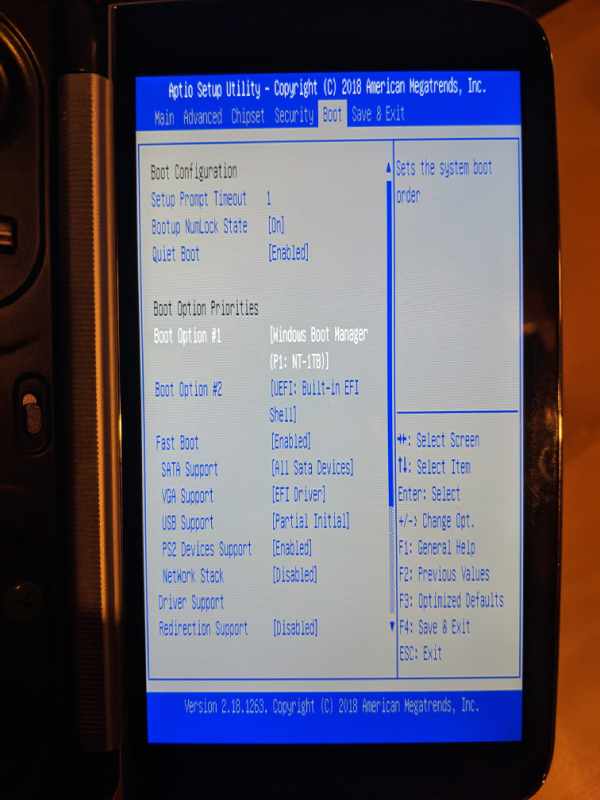 Aptio Setup Utility - Copyright (C) 2018 American Megatrends, Inc.
Main Advanced Chipset Security Boot Save & Exit
Boot Configuration
Setup Prompt Timeout 1
Bootup NumLock State [On]
Quiet Boot [Enabled]
Boot Option Priorities
Boot Option #1 [Windows Boot Manager
(P1: NT-1TB)]
Boot Option #2 [UEFI: Built-in EFI
Shell]
Fast Boot [Enabled]
SATA Support [All Sata Devices]
VGA Support [EFI Driver]
USB Support [Partial Initial]
PS2 Devices Support [Enabled]
NetWork Stack [Disabled]
Driver Support
Redirection Support [Disabled]
Sets the system boot
order
→←: Select Screen
↑↓: Select Item
Enter: Select
+/-: Change Opt.
F1: General Help
F2: Previous Values
F3: Optimized Defaults
F4: Save & Exit
ESC: Exit
Version 2.18.1263. Copyright (C) 2018 American Megatrends, Inc.